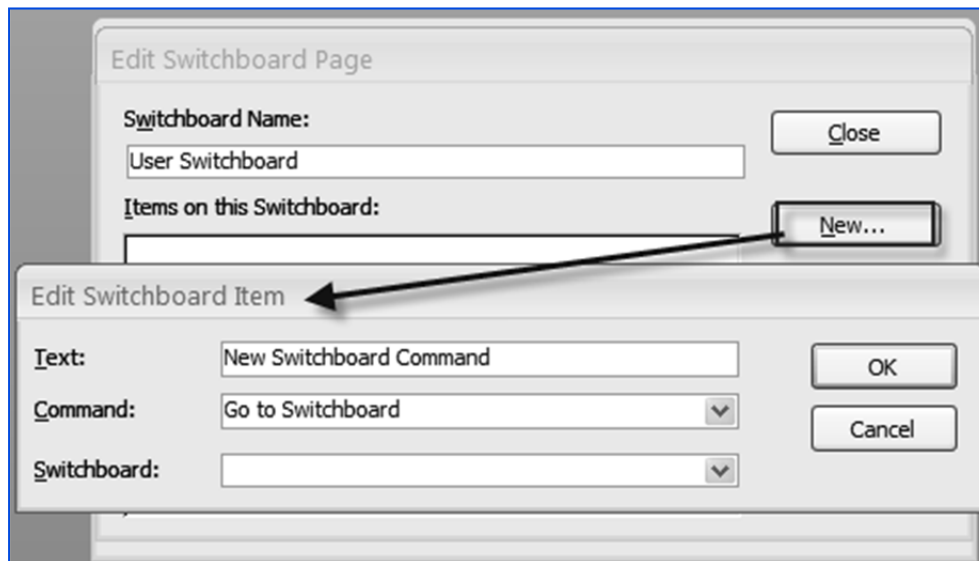 Edit Switchboard Page
Switchboard Name:
Close
User Switchboard
Items on this Switchboard:
New...
Edit Switchboard Item
Text:
New Switchboard Command
OK
Command:
Go to Switchboard
Cancel
Switchboard: